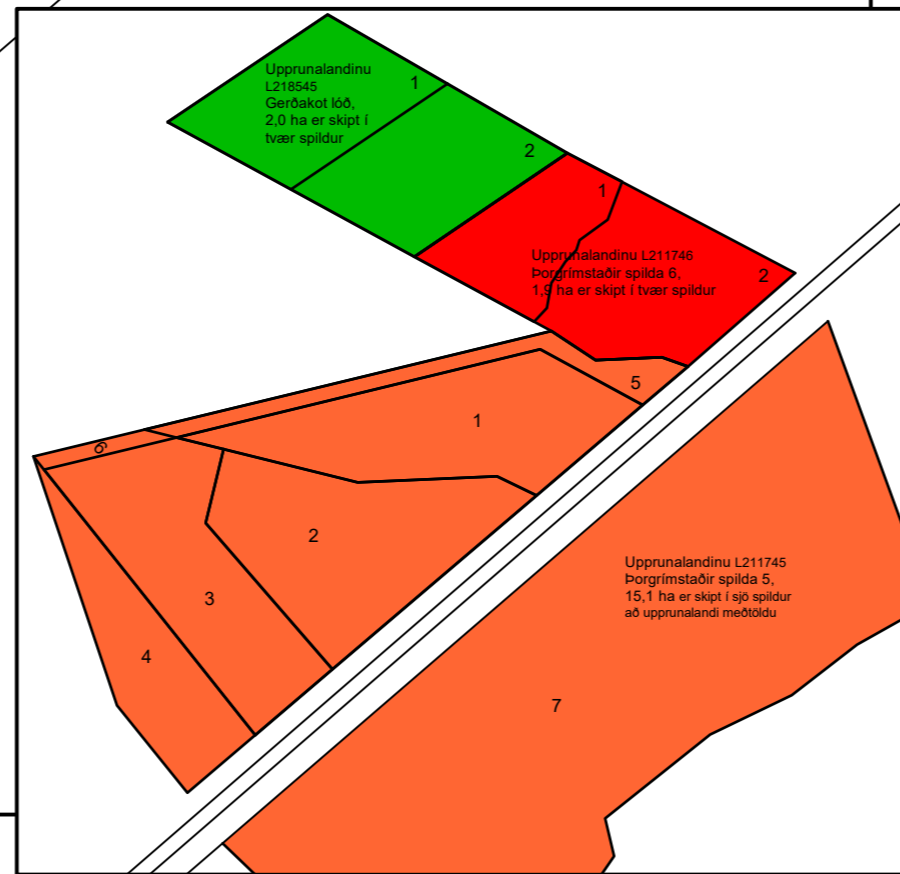 Upprunalandinu
L218545
Gerðakot lóð,
2,0 ha er skipt í
tvær spildur
1
2
1
Upprunalandinu L211746
Þorgrímstaðir spilda 6,
1,9 ha er skipt í tvær spildur
2
5
1
6
2
3
4
Upprunalandinu L211745
Þorgrímstaðir spilda 5,
15,1 ha er skipt í sjö spildur
að upprunalandi meðtöldu
7